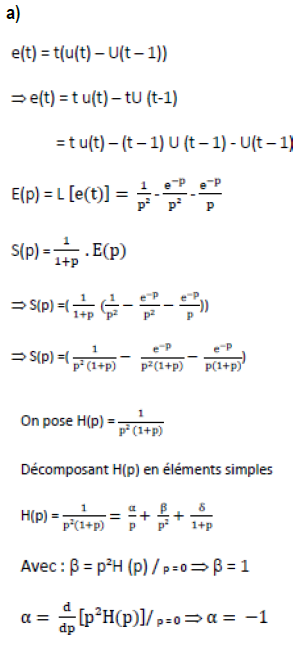 a)
e(t) = t(u(t) – U(t – 1))
⇒ e(t) = t u(t) – tU (t-1)
= t u(t) – (t – 1) U (t – 1) - U(t – 1)
E(p) = L [e(t)] = 1/p² - e⁻ᵖ/p² - e⁻ᵖ/p
S(p) = 1/(1+p) . E(p)
⇒ S(p) =( 1/(1+p) (1/p² – e⁻ᵖ/p² – e⁻ᵖ/p))
⇒ S(p) =( 1/(p²(1+p)) – e⁻ᵖ/(p²(1+p)) – e⁻ᵖ/(p(1+p)))
On pose H(p) = 1/(p²(1+p))
Décomposant H(p) en éléments simples
H(p) = 1/(p²(1+p)) = α/p + β/p² + δ/(1+p)
Avec : β = p²H (p) / p=0 ⇒ β = 1
α = d/dp [p²H(p)]/ p=0 ⇒ α = −1